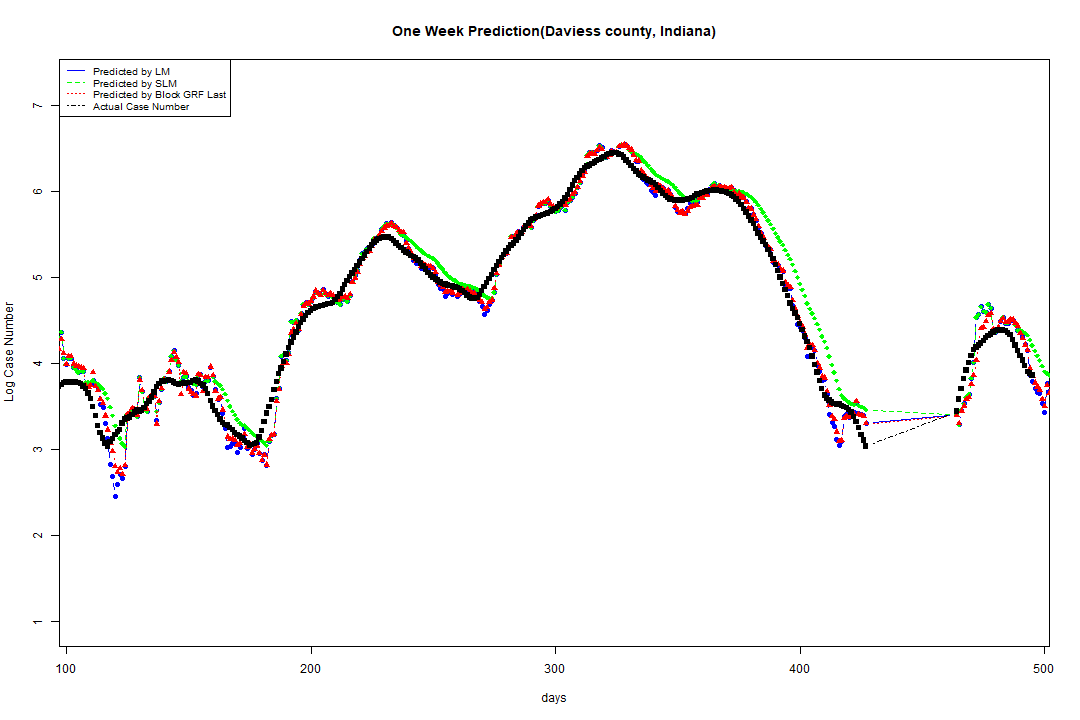 One Week Prediction(Daviess county, Indiana)
Predicted by LM
Predicted by SLM
Predicted by Block GRF Last
Actual Case Number
7
6
5
4
3
2
1
Log Case Number
100 200 300 400 500
days